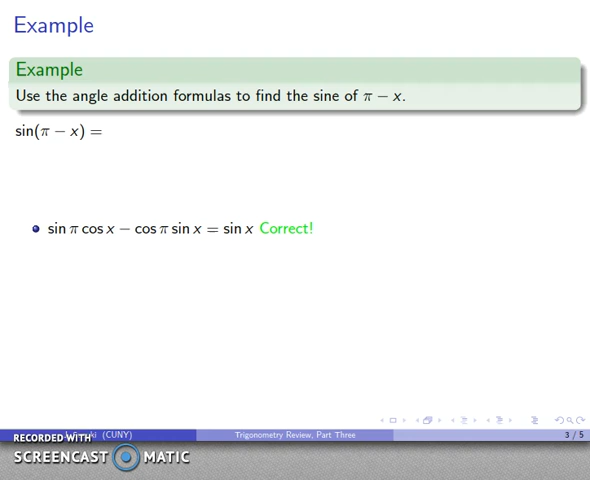 Example
Example
Use the angle addition formulas to find the sine of π − x.
sin(π − x) =
sin π cos x − cos π sin x = sin x Correct!
(CUNY) Trigonometry Review, Part Three 3 / 5
RECORDED WITH
SCREENCAST MATIC